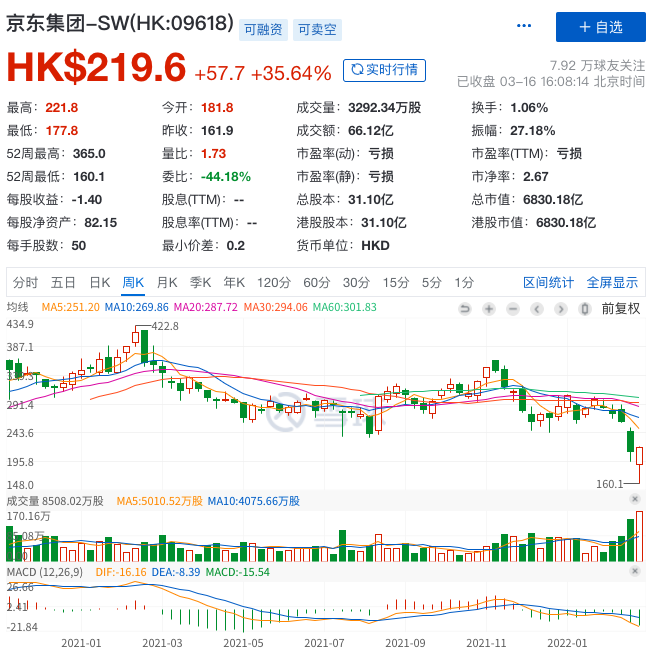 京东集团-SW(HK:09618) 可融资 可卖空 ••• + 自选
HK$219.6 +57.7 +35.64% 实时行情
7.92 万球友关注
已收盘 03-16 16:08:14 北京时间
最高：221.8 今开：181.8 成交量：3292.34万股 换手：1.06%
最低：177.8 昨收：161.9 成交额：66.12亿 振幅：27.18%
52周最高：365.0 量比：1.73 市盈率(动)：亏损 市盈率(TTM)：亏损
52周最低：160.1 委比：-44.18% 市盈率(静)：亏损 市净率：2.67
每股收益：-1.40 股息(TTM)：-- 总股本：31.10亿 总市值：6830.18亿
每股净资产：82.15 股息率(TTM)：-- 港股股本：31.10亿 港股市值：6830.18亿
每手股数：50 最小价差：0.2 货币单位：HKD
分时 五日 日K 周K 月K 季K 年K 120分 60分 30分 15分 5分 1分 区间统计 全屏显示
均线 MA5:251.20 MA10:269.86 MA20:287.72 MA30:294.06 MA60:301.83 前复权
434.9
422.8
387.1
291.4
243.6
195.8
160.1
148.0
雪球
成交量 8508.02万股 MA5:5010.52万股 MA10:4075.66万股
170.16万
MACD (12,26,9) DIF:-16.16 DEA:-8.39 MACD:-15.54
26.66
2.41
-21.84
2021-01 2021-03 2021-05 2021-07 2021-09 2021-11 2022-01